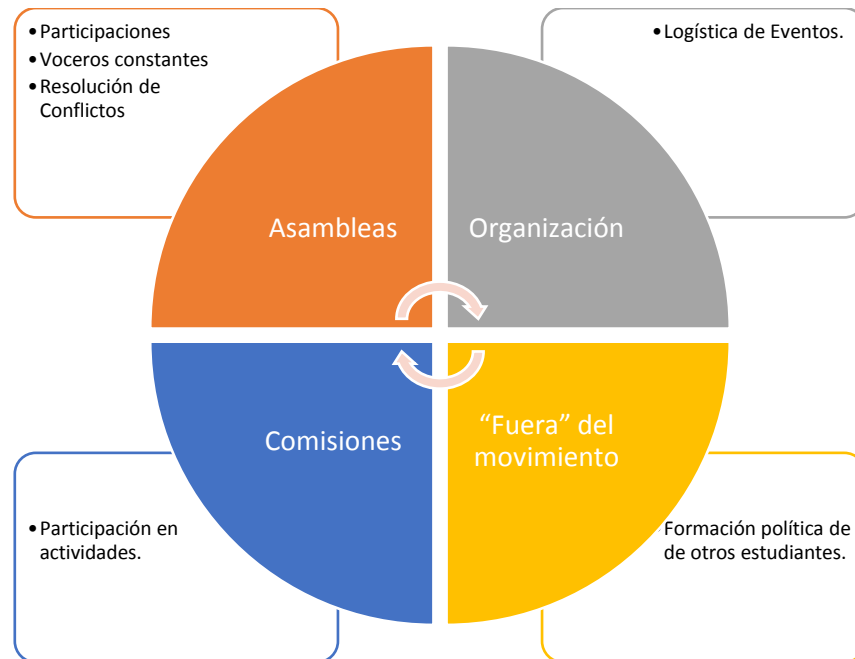 •Participaciones
•Voceros constantes
•Resolución de
Conflictos
•Logística de Eventos.
Asambleas
Organización
Comisiones
“Fuera” del
movimiento
•Participación en
actividades.
Formación política de
de otros estudiantes.